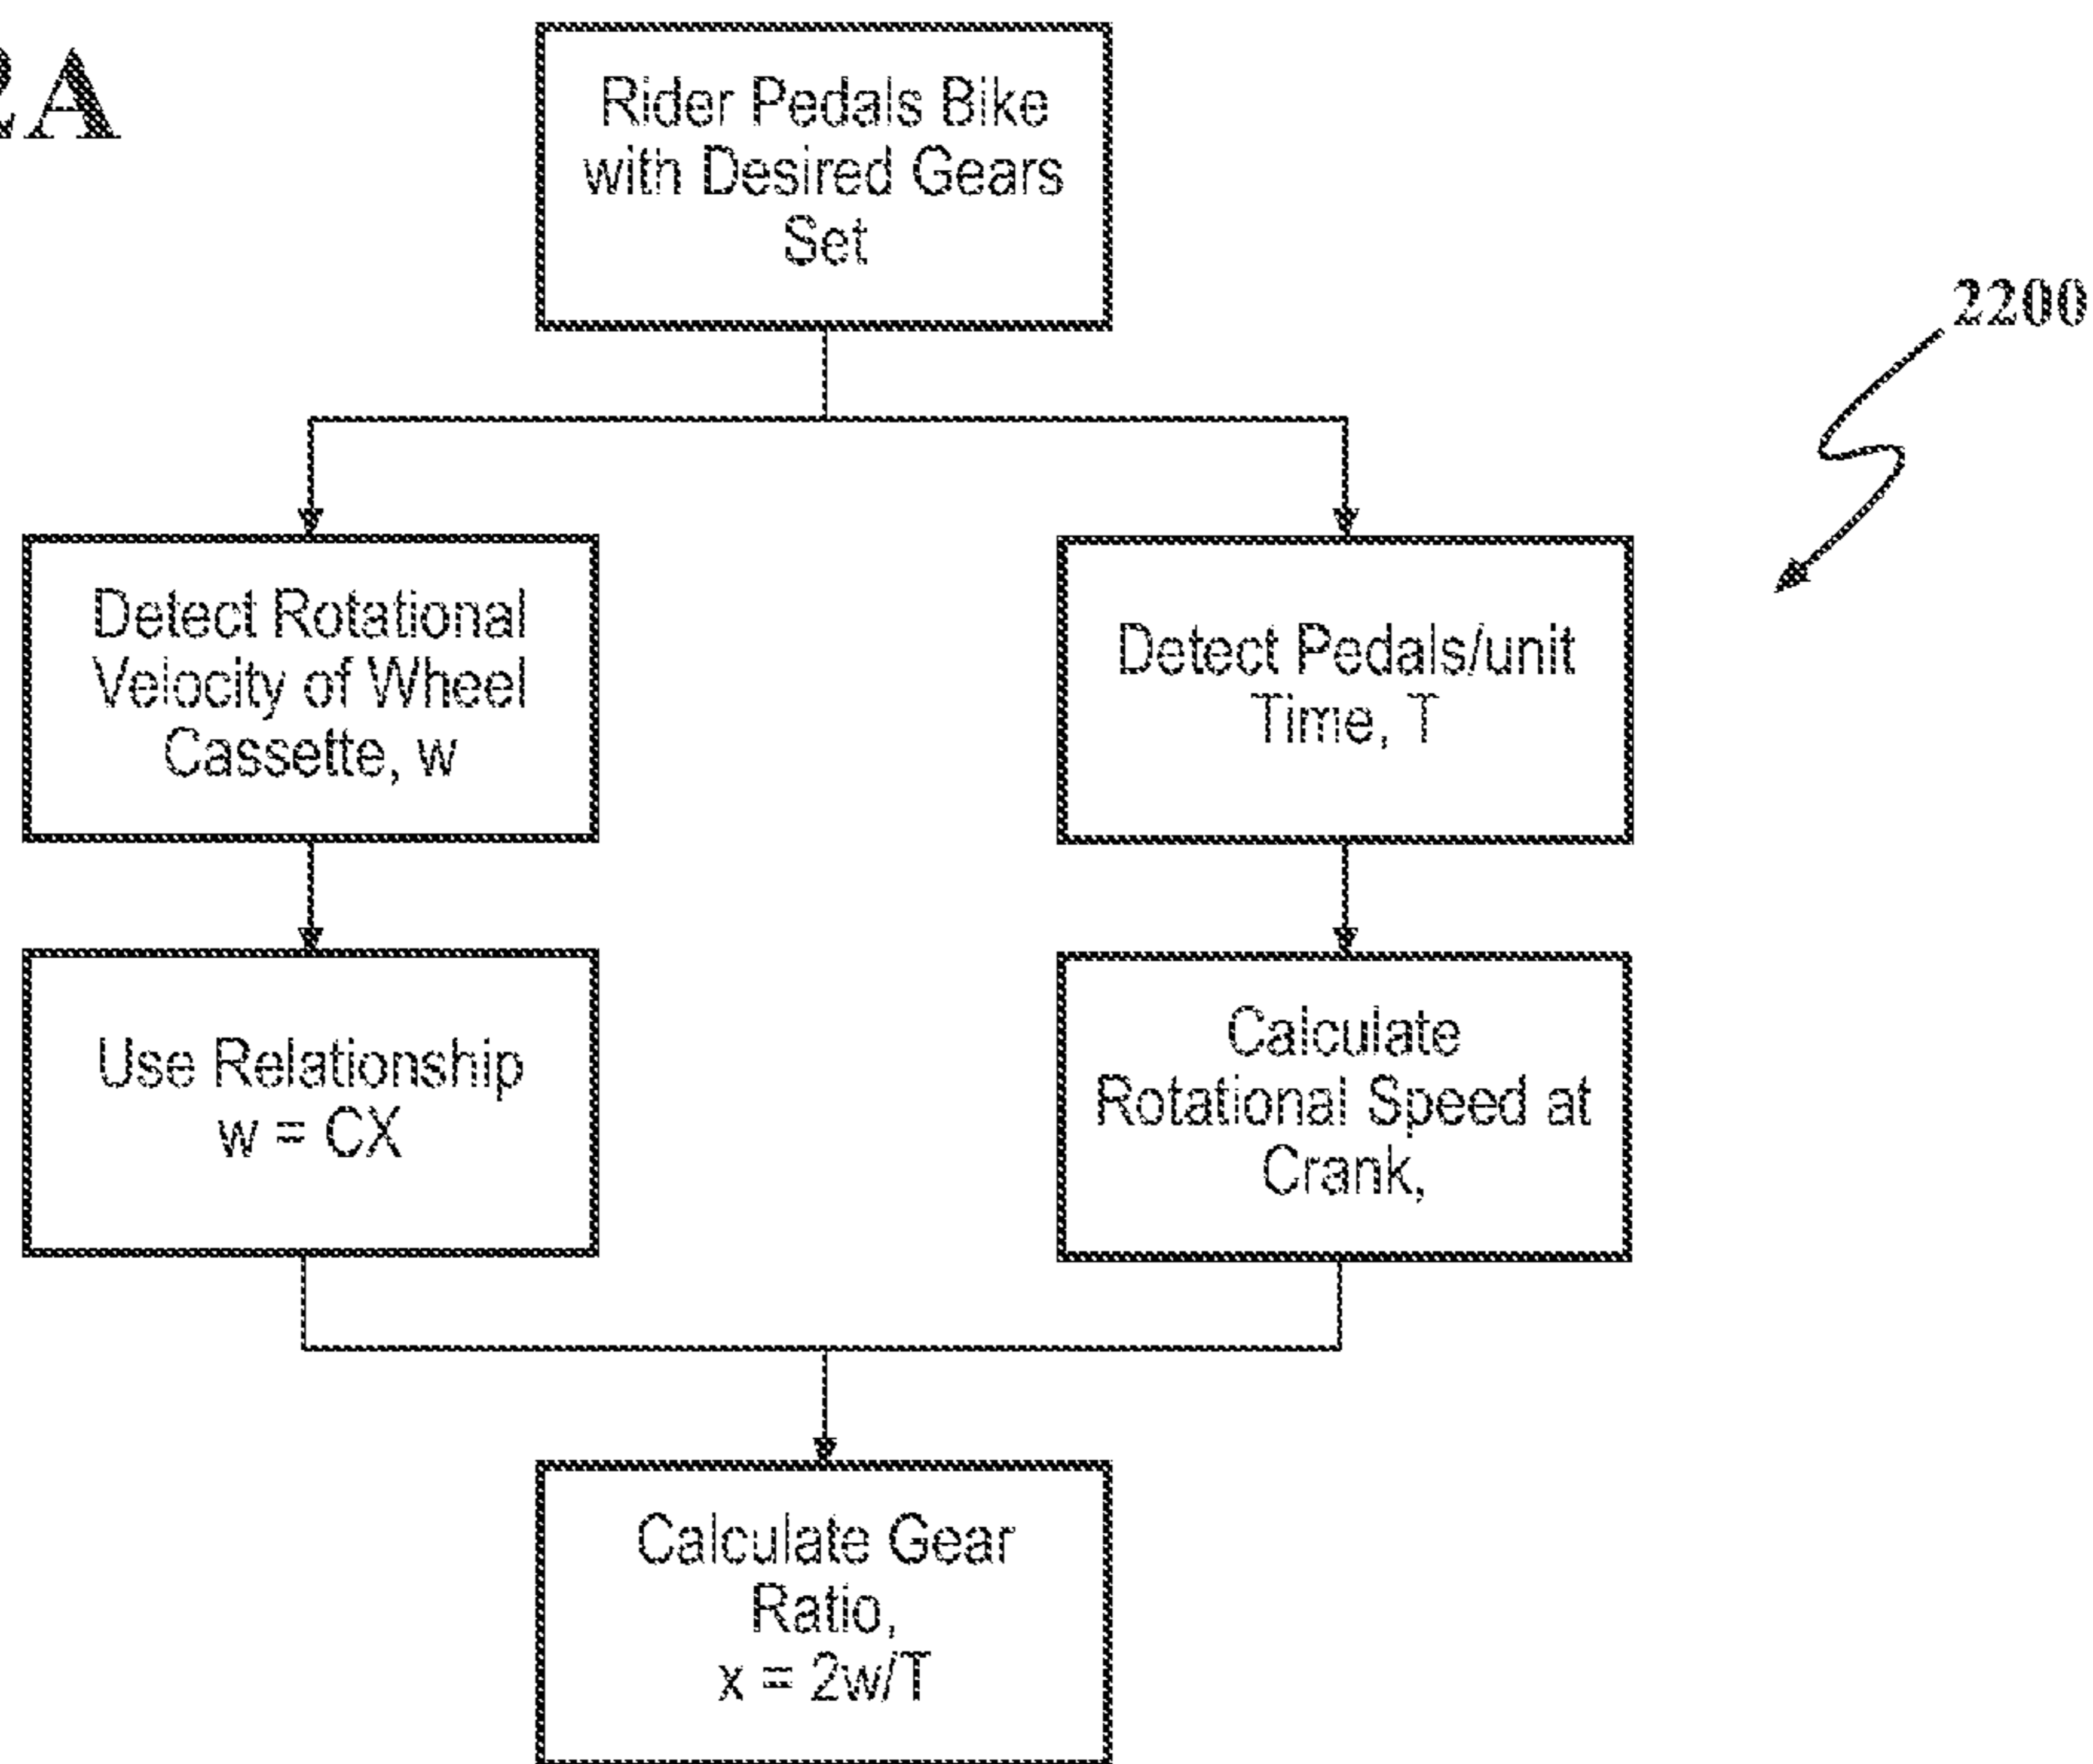 2A
Rider Pedals Bike
with Desired Gears
Set
2200
Detect Rotational
Velocity of Wheel
Cassette, w
Detect Pedals/unit
Time, T
Use Relationship
w = CX
Calculate
Rotational Speed at
Crank,
Calculate Gear
Ratio,
x = 2w/T